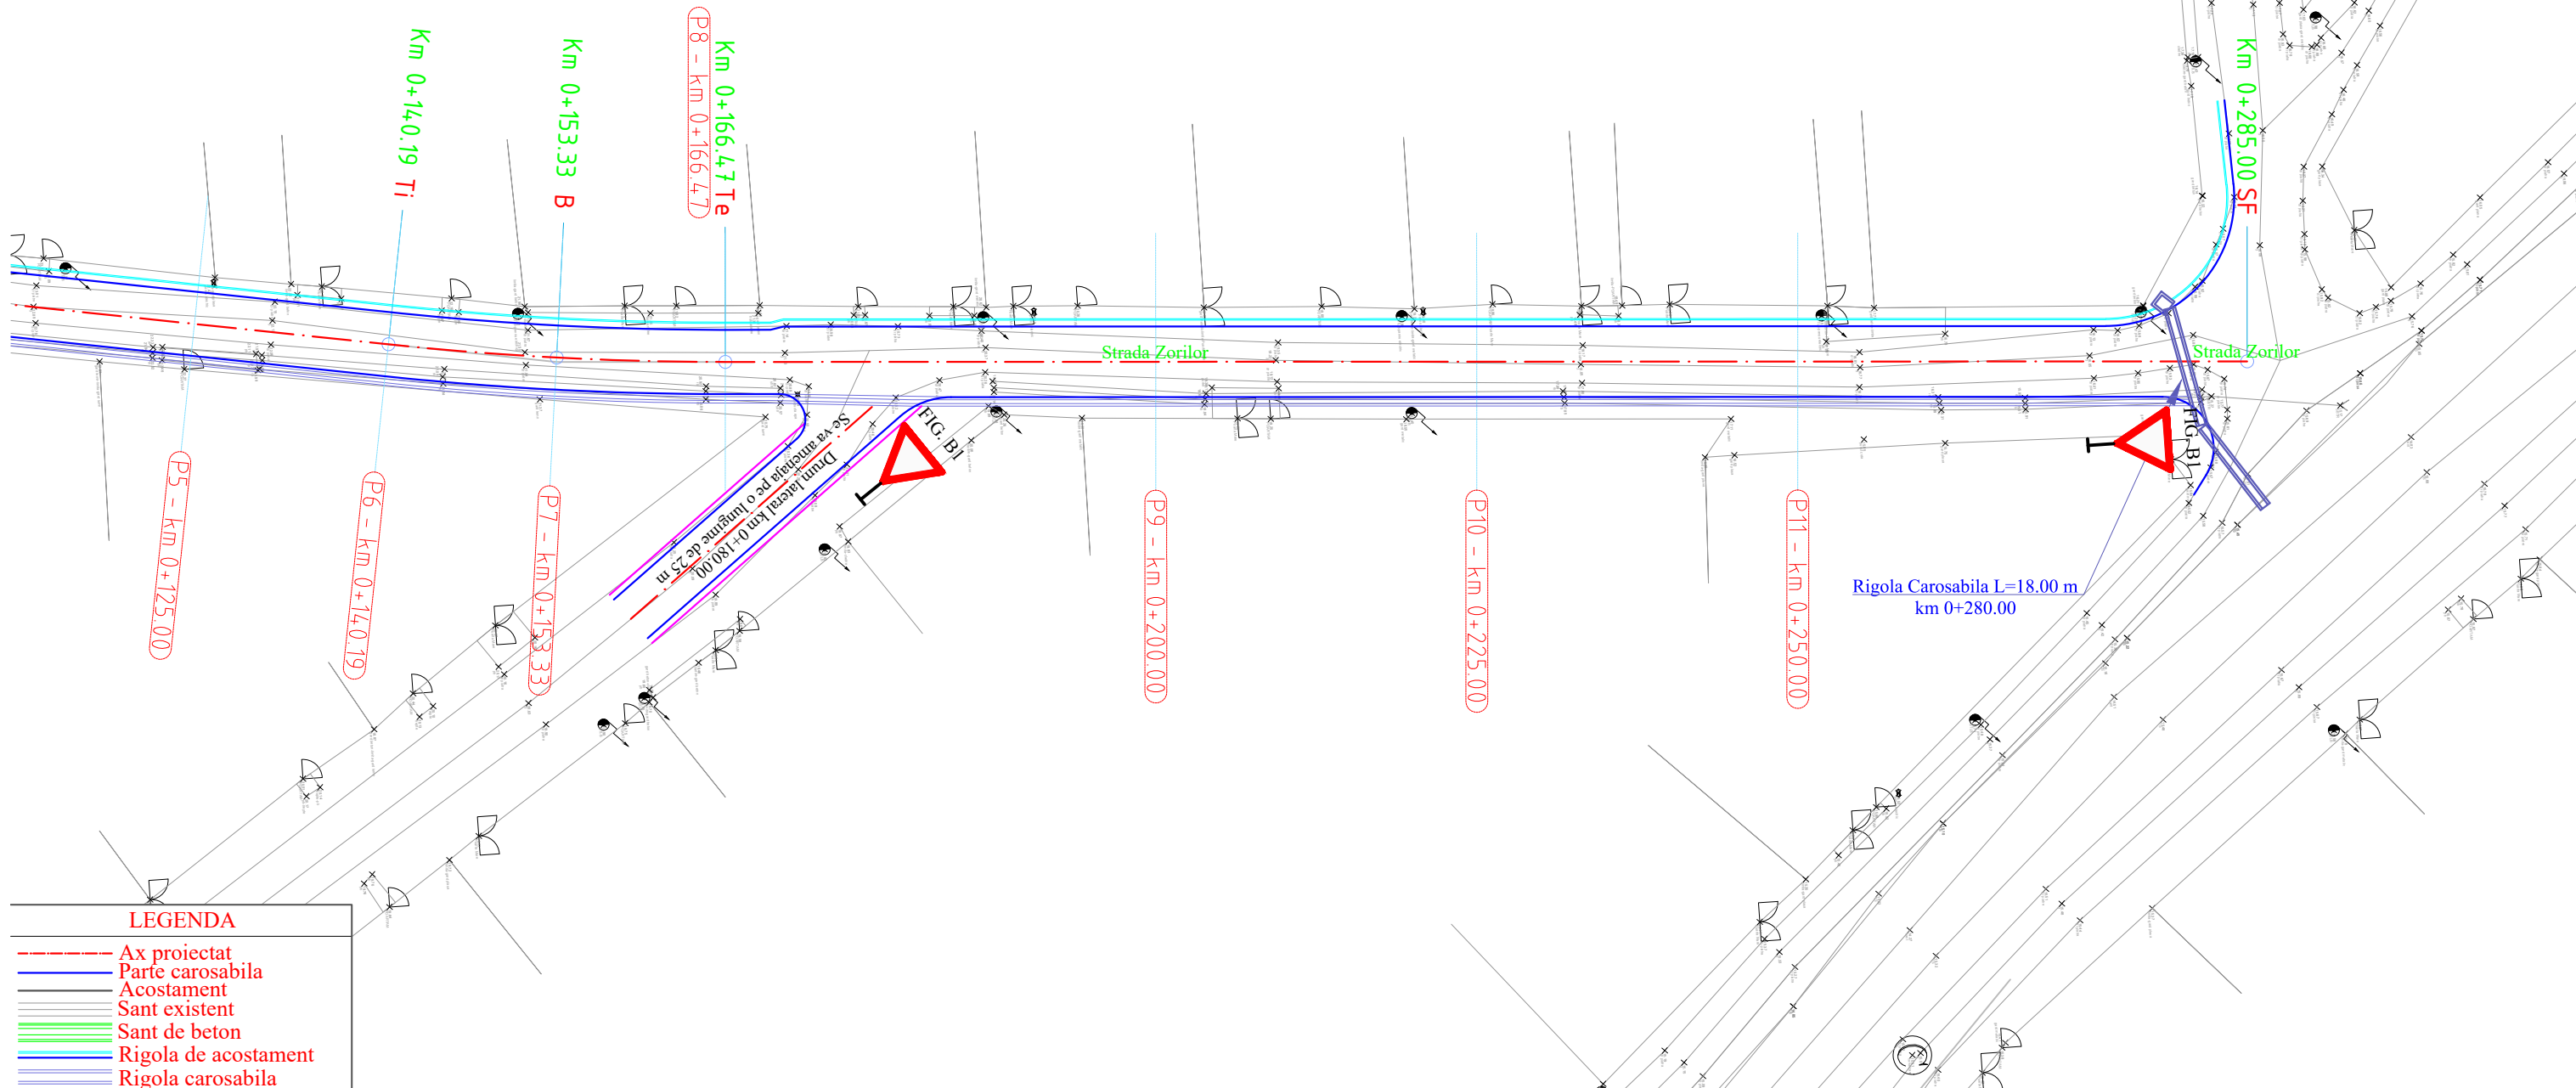 Km 0+140.19 Ti
Km 0+153.33 B
P8 - km 0+166.47
Km 0+166.47 Te
Km 0+285.00 SF
Strada Zorilor
Strada Zorilor
FIG. B1
FIG. B1
Se va amenaja pe o lungime de 25 m
Drum lateral km 0+180.00
P5 - km 0+125.00
P6 - km 0+140.19
P7 - km 0+153.33
P9 - km 0+200.00
P10 - km 0+225.00
P11 - km 0+250.00
Rigola Carosabila L=18.00 m
km 0+280.00
LEGENDA
Ax proiectat
Parte carosabila
Acostament
Sant existent
Sant de beton
Rigola de acostament
Rigola carosabila